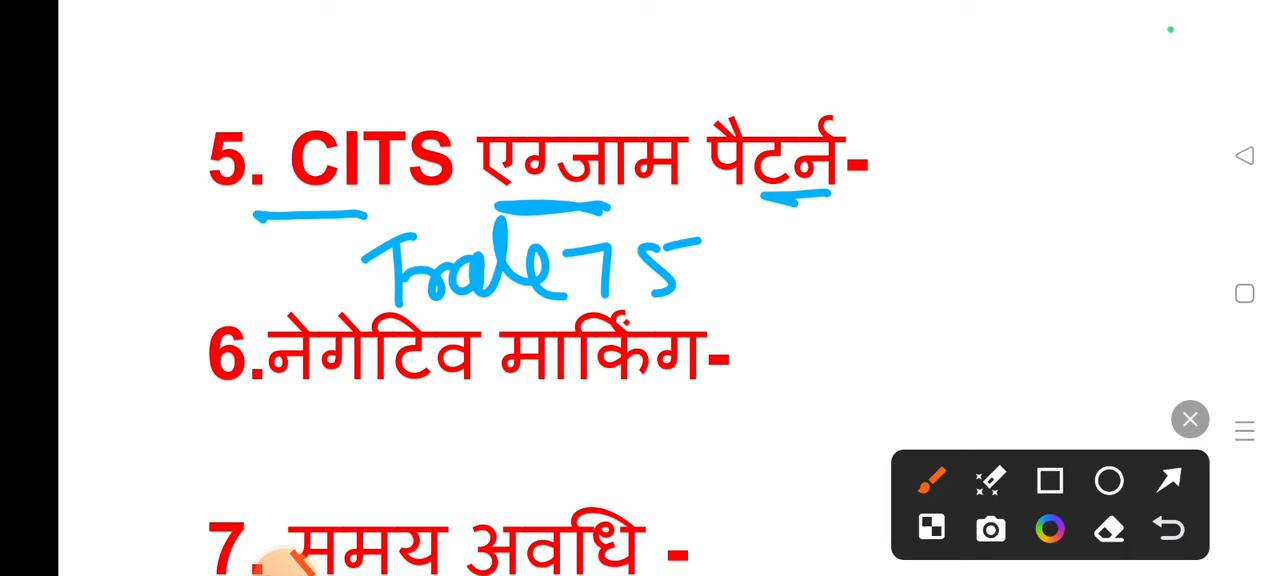 5. CITS एग्जाम पैटर्न-
Trade 75
6.नेगेटिव मार्किंग-
7. समय अवधि -